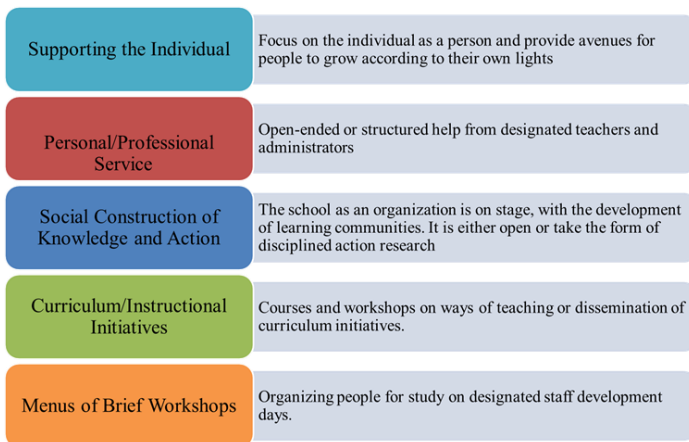 Supporting the Individual
Focus on the individual as a person and provide avenues for
people to grow according to their own lights
Personal/Professional
Service
Open-ended or structured help from designated teachers and
administrators
Social Construction of
Knowledge and Action
The school as an organization is on stage, with the development
of learning communities. It is either open or take the form of
disciplined action research
Curriculum/Instructional
Initiatives
Courses and workshops on ways of teaching or dissemination of
curriculum initiatives.
Menus of Brief Workshops
Organizing people for study on designated staff development
days.